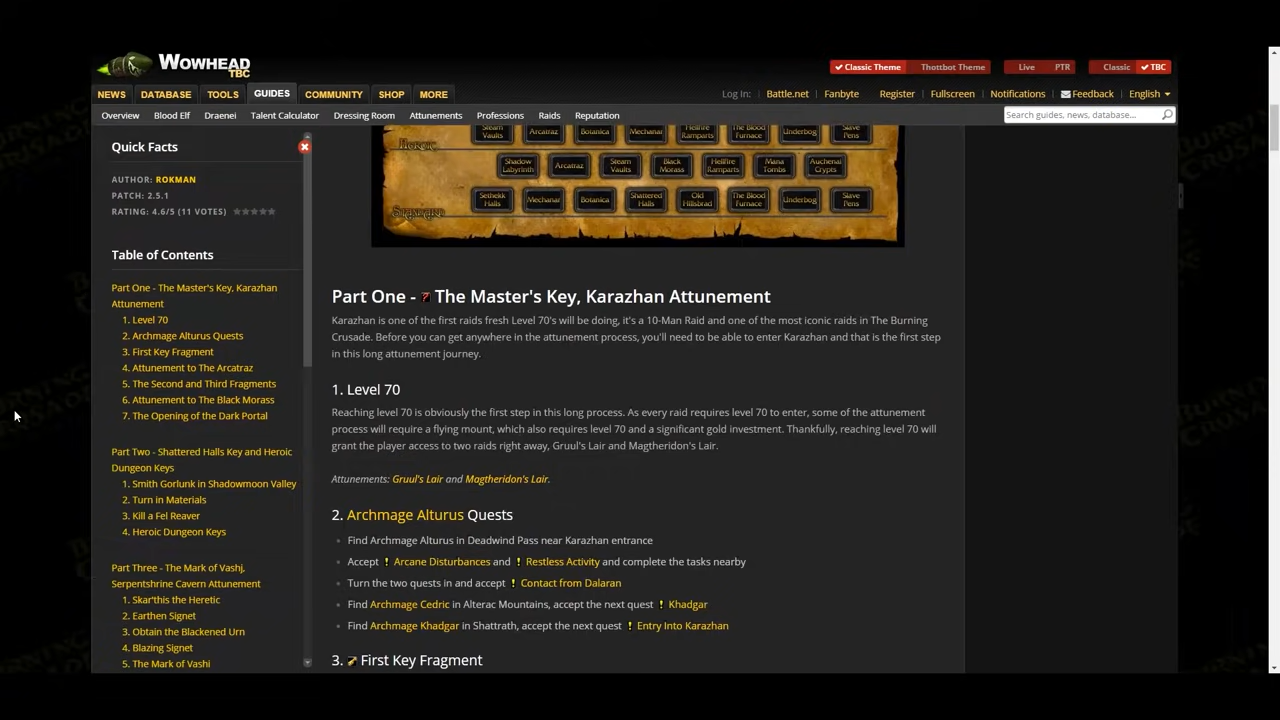 WOWHEAD
TBC
Classic Theme Thottbot Theme Live PTR Classic TBC
NEWS DATABASE TOOLS GUIDES COMMUNITY SHOP MORE
Log In: Battle.net Fanbyte Register Fullscreen Notifications Feedback English
Overview Blood Elf Draenei Talent Calculator Dressing Room Attunements Professions Raids Reputation
Search guides, news, database...
Quick Facts
AUTHOR: ROKMAN
PATCH: 2.5.1
RATING: 4.6/5 (11 VOTES)
Table of Contents
Part One - The Master's Key, Karazhan
Attunement
1. Level 70
2. Archmage Alturus Quests
3. First Key Fragment
4. Attunement to The Arcatraz
5. The Second and Third Fragments
6. Attunement to The Black Morass
7. The Opening of the Dark Portal
Part Two - Shattered Halls Key and Heroic
Dungeon Keys
1. Smith Gorlunk in Shadowmoon Valley
2. Turn in Materials
3. Kill a Fel Reaver
4. Heroic Dungeon Keys
Part Three - The Mark of Vashj,
Serpentshrine Cavern Attunement
1. Skar'this the Heretic
2. Earthen Signet
3. Obtain the Blackened Urn
4. Blazing Signet
5. The Mark of Vashj
Steam Vaults Arcatraz Botanica Mechanar Hellfire Ramparts The Blood Furnace Underbog Slave Pens
Heroic
Shadow Labyrinth Arcatraz Steam Vaults Black Morass Hellfire Ramparts Mana Tombs Auchenai Crypts
Sethekk Halls Mechanar Botanica Shattered Halls Old Hillsbrad The Blood Furnace Underbog Slave Pens
Standard
Part One - The Master's Key, Karazhan Attunement
Karazhan is one of the first raids fresh Level 70's will be doing, it's a 10-Man Raid and one of the most iconic raids in The Burning
Crusade. Before you can get anywhere in the attunement process, you'll need to be able to enter Karazhan and that is the first step
in this long attunement journey.
1. Level 70
Reaching level 70 is obviously the first step in this long process. As every raid requires level 70 to enter, some of the attunement
process will require a flying mount, which also requires level 70 and a significant gold investment. Thankfully, reaching level 70 will
grant the player access to two raids right away, Gruul's Lair and Magtheridon's Lair.
Attunements: Gruul's Lair and Magtheridon's Lair.
2. Archmage Alturus Quests
Find Archmage Alturus in Deadwind Pass near Karazhan entrance
Accept ! Arcane Disturbances and ! Restless Activity and complete the tasks nearby
Turn the two quests in and accept ! Contact from Dalaran
Find Archmage Cedric in Alterac Mountains, accept the next quest ! Khadgar
Find Archmage Khadgar in Shattrath, accept the next quest ! Entry Into Karazhan
3. First Key Fragment